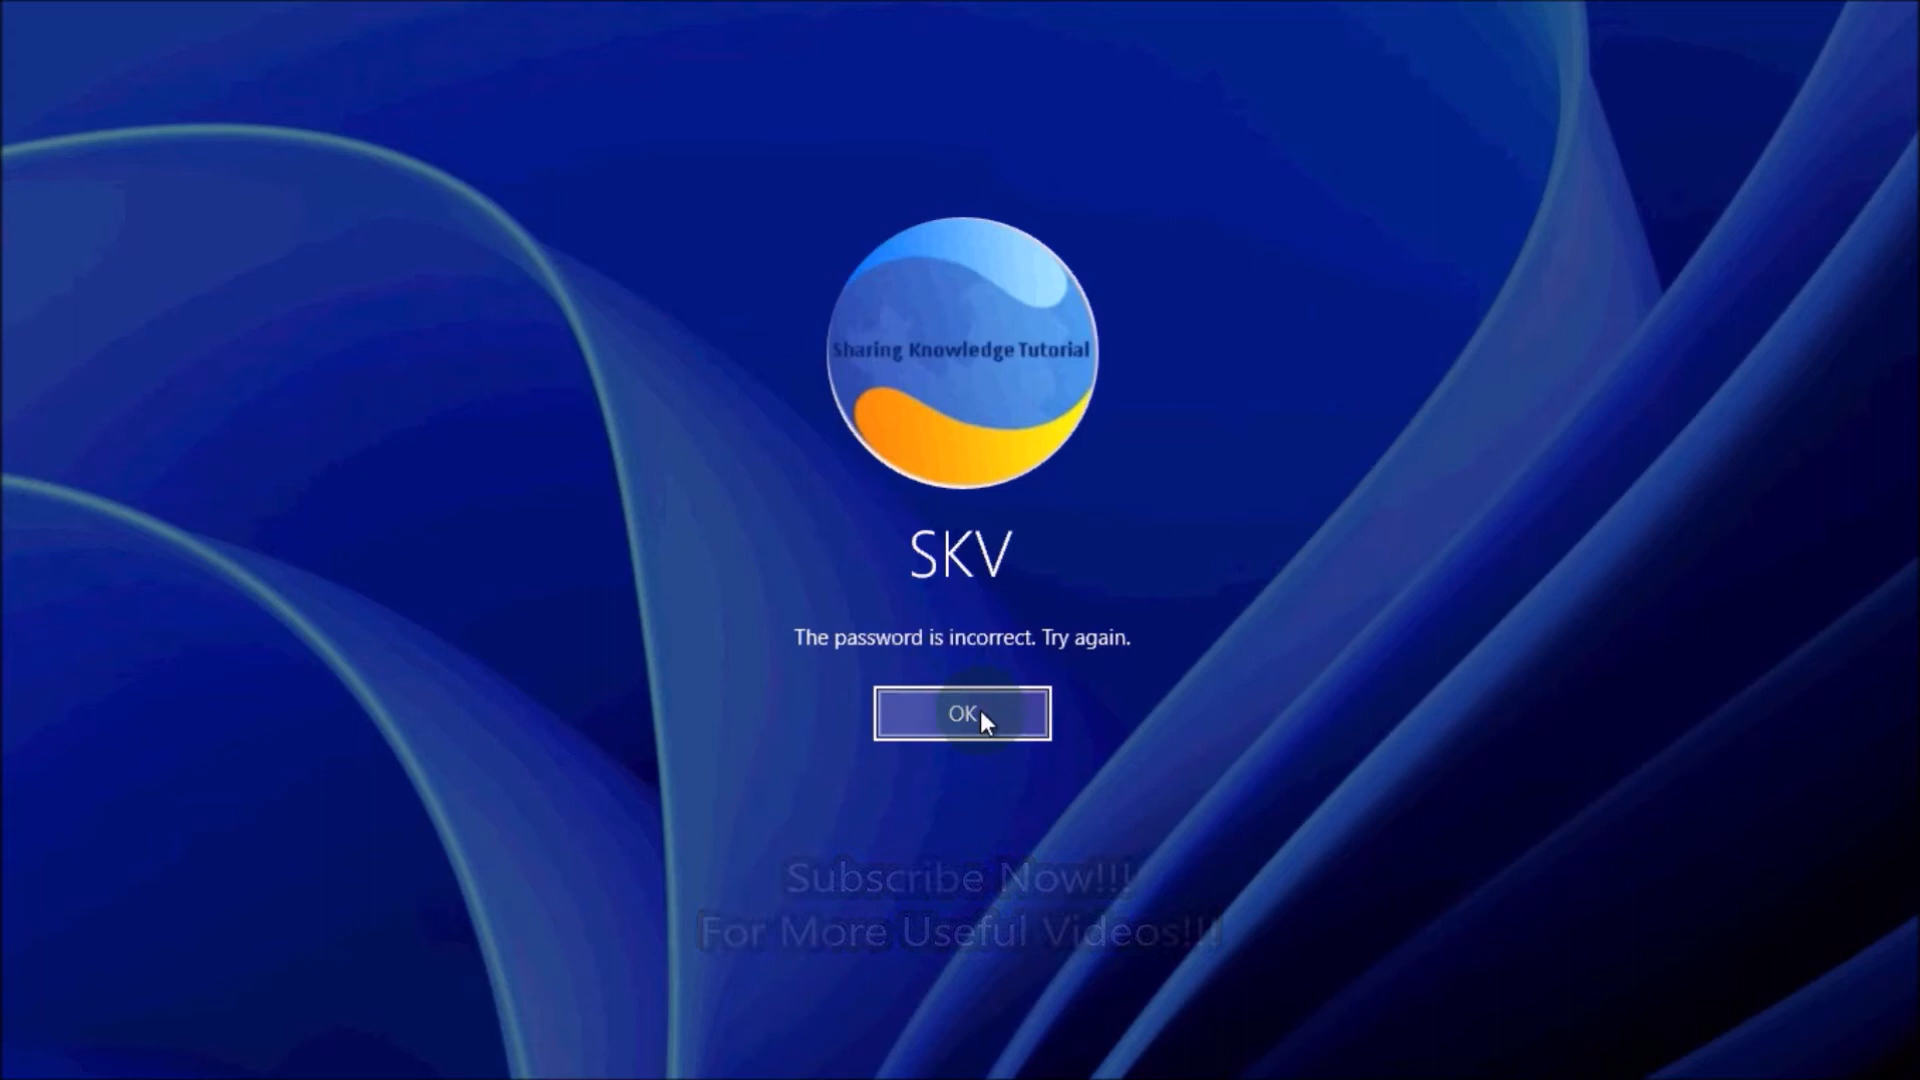 Sharing Knowledge Tutorial
SKV
The password is incorrect. Try again.
OK
Subscribe Now!!!
For More Useful Videos!!!